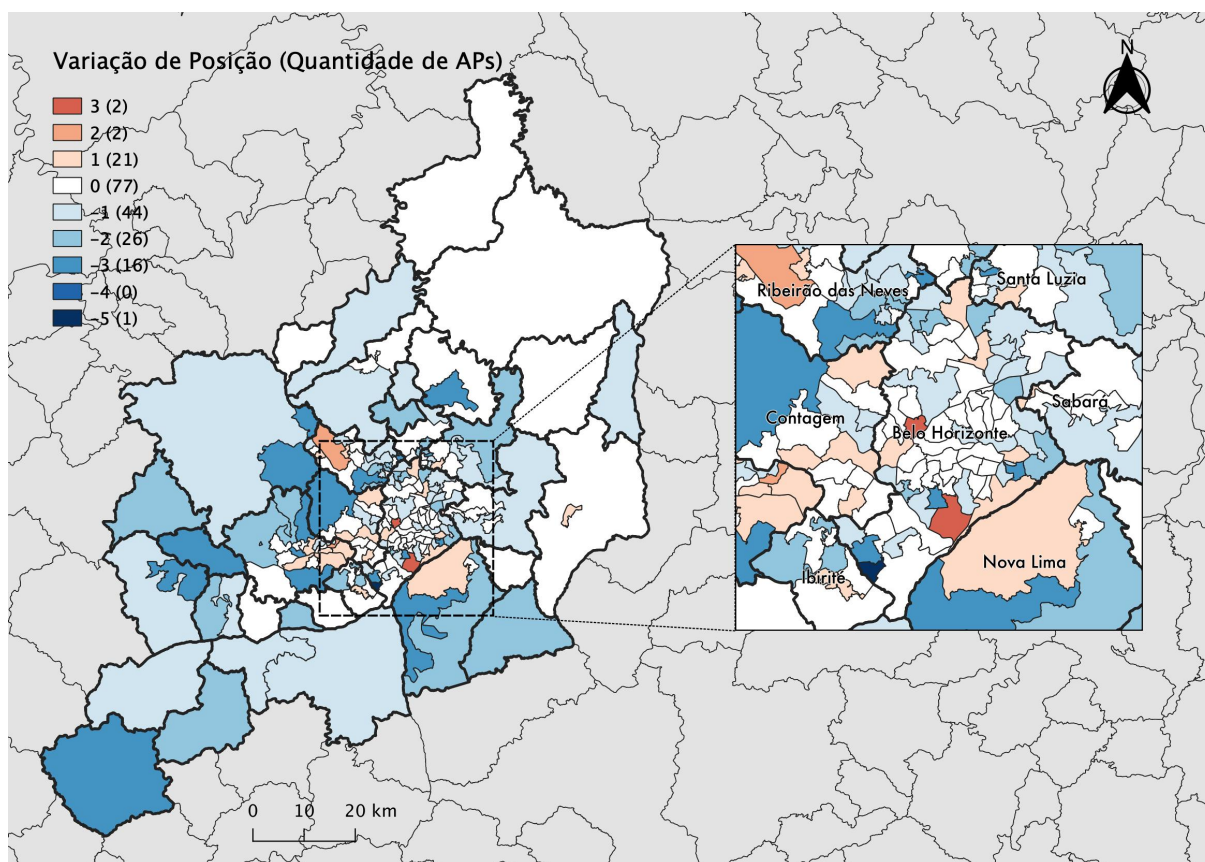 Variação de Posição (Quantidade de APs)
3 (2)
2 (2)
1 (21)
0 (77)
−1 (44)
−2 (26)
−3 (16)
−4 (0)
−5 (1)
N
Ribeirão das Neves
Santa Luzia
Contagem
Belo Horizonte
Sabará
Ibirité
Nova Lima
0 10 20 km